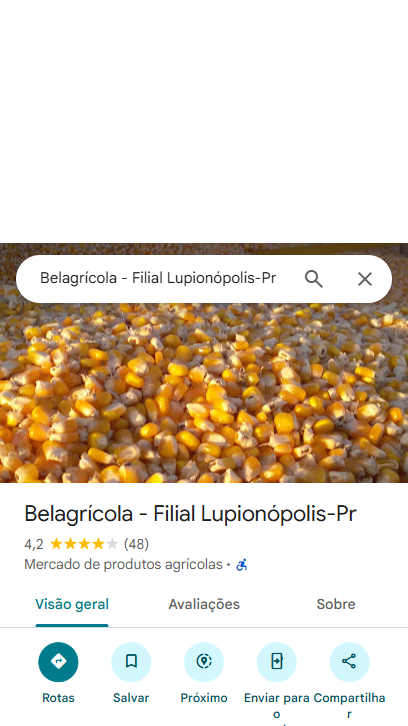 Belagrícola - Filial Lupionópolis-Pr
Belagrícola - Filial Lupionópolis-Pr
4,2 (48)
Mercado de produtos agrícolas ·
Visão geral Avaliações Sobre
Rotas Salvar Próximo Enviar para Compartilha
o r